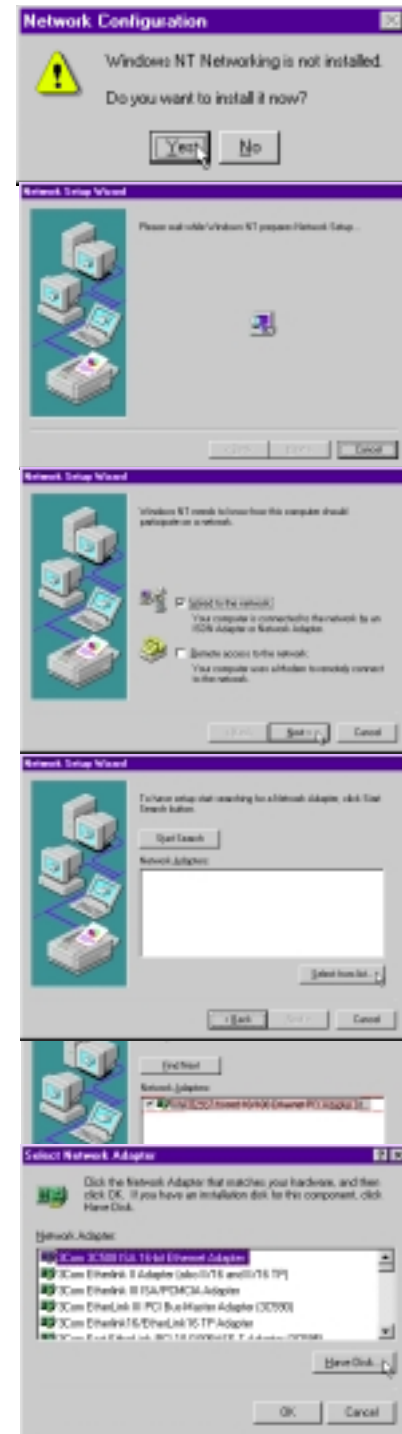 Network Configuration
Windows NT Networking is not installed.
Do you want to install it now?
Yes
No
Network Setup Wizard
Please wait while Windows NT prepares Network Setup...
Cancel
Network Setup Wizard
Windows NT needs to know how this computer should
participate on a network.
Wired to the network:
Your computer is connected to the network by an
ISDN Adapter or Network Adapter.
Remote access to the network:
Your computer uses a Modem to remotely connect
to the network.
< Back
Next >
Cancel
Network Setup Wizard
To have setup start searching for a Network Adapter, click Start
Search button.
Start Search
Network Adapters:
Select from list...
< Back
Next >
Cancel
Find Next
Network Adapters:
Ethernet PCI Adapter
Select Network Adapter
Click the Network Adapter that matches your hardware, and then
click OK. If you have an installation disk for this component, click
Have Disk.
Network Adapter:
3Com 3C508 ISA 16-bit Ethernet Adapter
3Com Etherlink II Adapter (also II/16 and II/16 TP)
3Com Etherlink III ISA/PCMCIA Adapter
3Com EtherLink III PCI Bus-Master Adapter (3C590)
3Com Etherlink16/EtherLink16 TP Adapter
Have Disk...
OK
Cancel